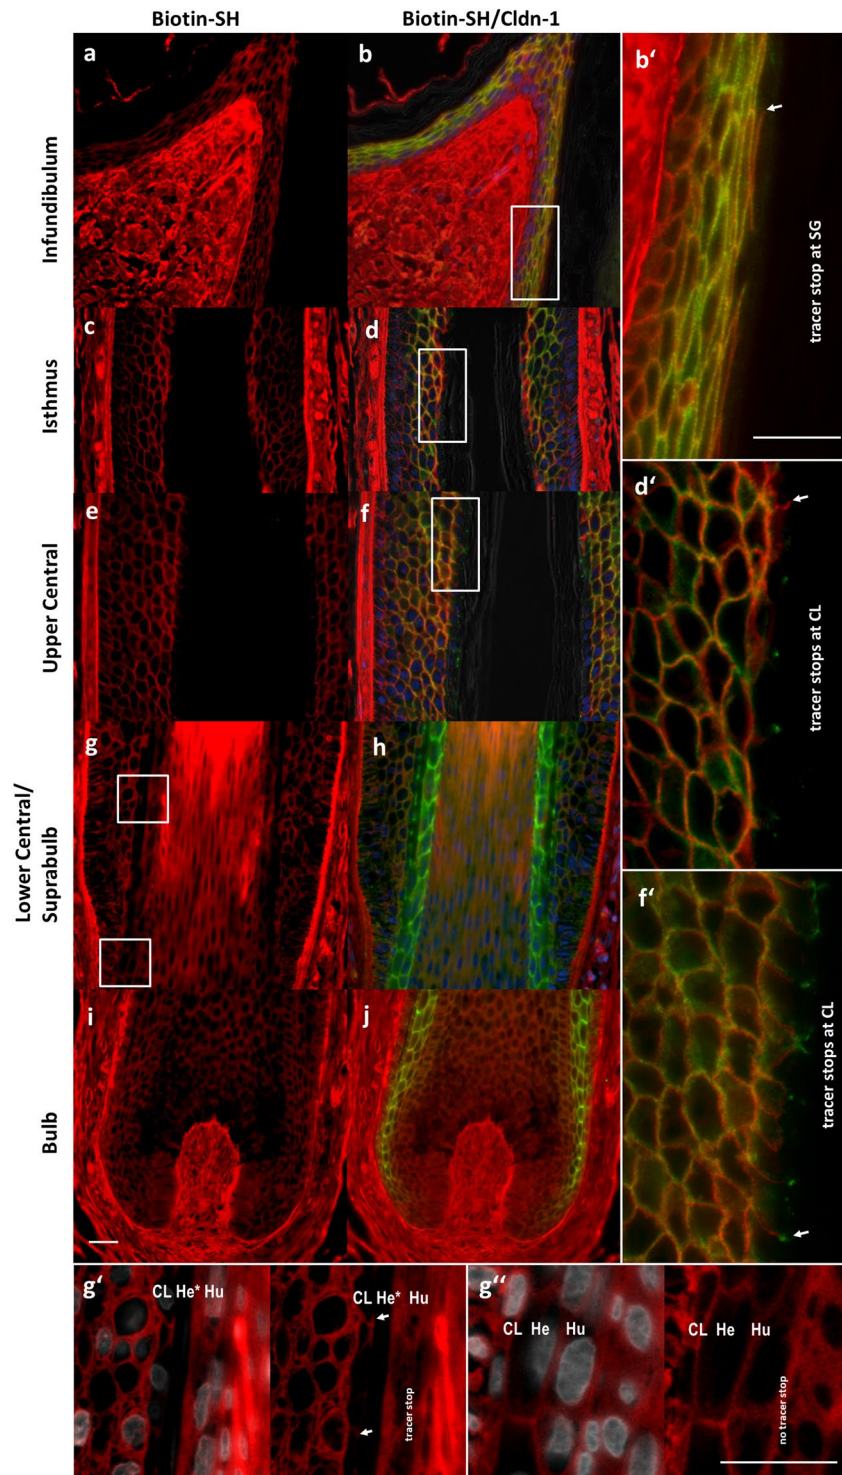 Biotin-SH
Biotin-SH/Cldn-1
a
b
b‘
Infundibulum
tracer stop at SG
c
d
Isthmus
d‘
tracer stops at CL
e
f
Upper Central
g
h
Lower Central/
Suprabulb
f‘
tracer stops at CL
i
j
Bulb
g‘
CL He* Hu
CL He* Hu
tracer stop
g‘‘
CL He Hu
CL He Hu
no tracer stop